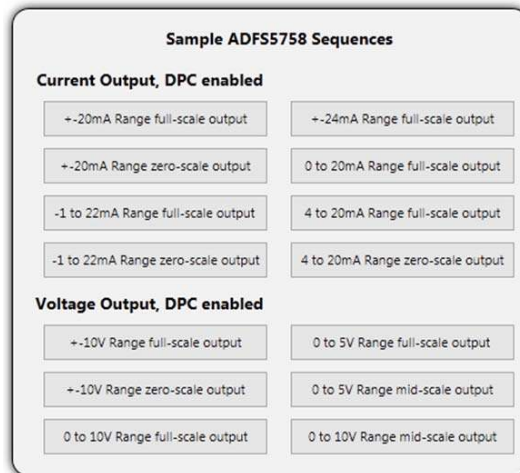 Sample ADFS5758 Sequences
Current Output, DPC enabled
+-20mA Range full-scale output
+-24mA Range full-scale output
+-20mA Range zero-scale output
0 to 20mA Range full-scale output
-1 to 22mA Range full-scale output
4 to 20mA Range full-scale output
-1 to 22mA Range zero-scale output
4 to 20mA Range zero-scale output
Voltage Output, DPC enabled
+-10V Range full-scale output
0 to 5V Range full-scale output
+-10V Range zero-scale output
0 to 5V Range mid-scale output
0 to 10V Range full-scale output
0 to 10V Range mid-scale output